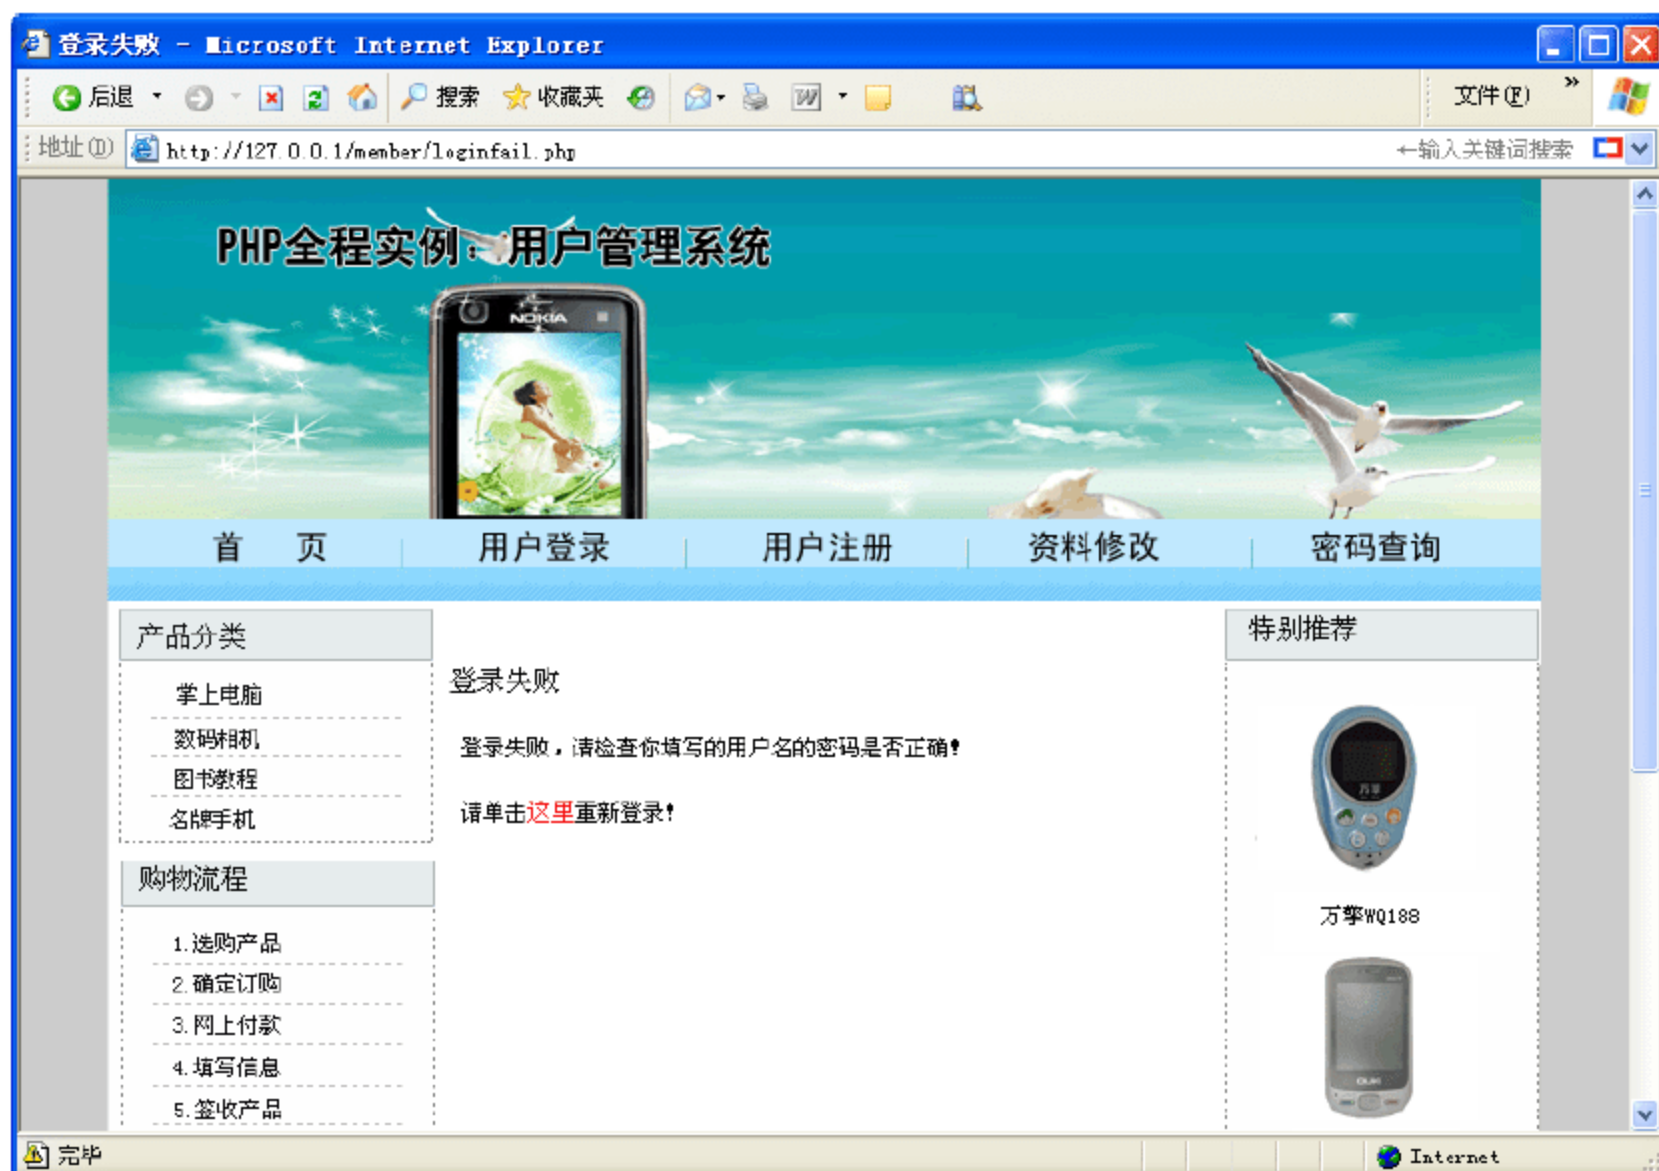 登录失败 - Microsoft Internet Explorer
后退 搜索 收藏夹 文件(F) »
地址(D) http://127.0.0.1/member/loginfail.php ←输入关键词搜索
PHP全程实例：用户管理系统
NOKIA
首 页 用户登录 用户注册 资料修改 密码查询
产品分类
掌上电脑
数码相机
图书教程
名牌手机
购物流程
1.选购产品
2.确定订购
3.网上付款
4.填写信息
5.签收产品
登录失败
登录失败，请检查你填写的用户名的密码是否正确！
请单击这里重新登录！
特别推荐
万擎
万擎WQ188
完毕 Internet